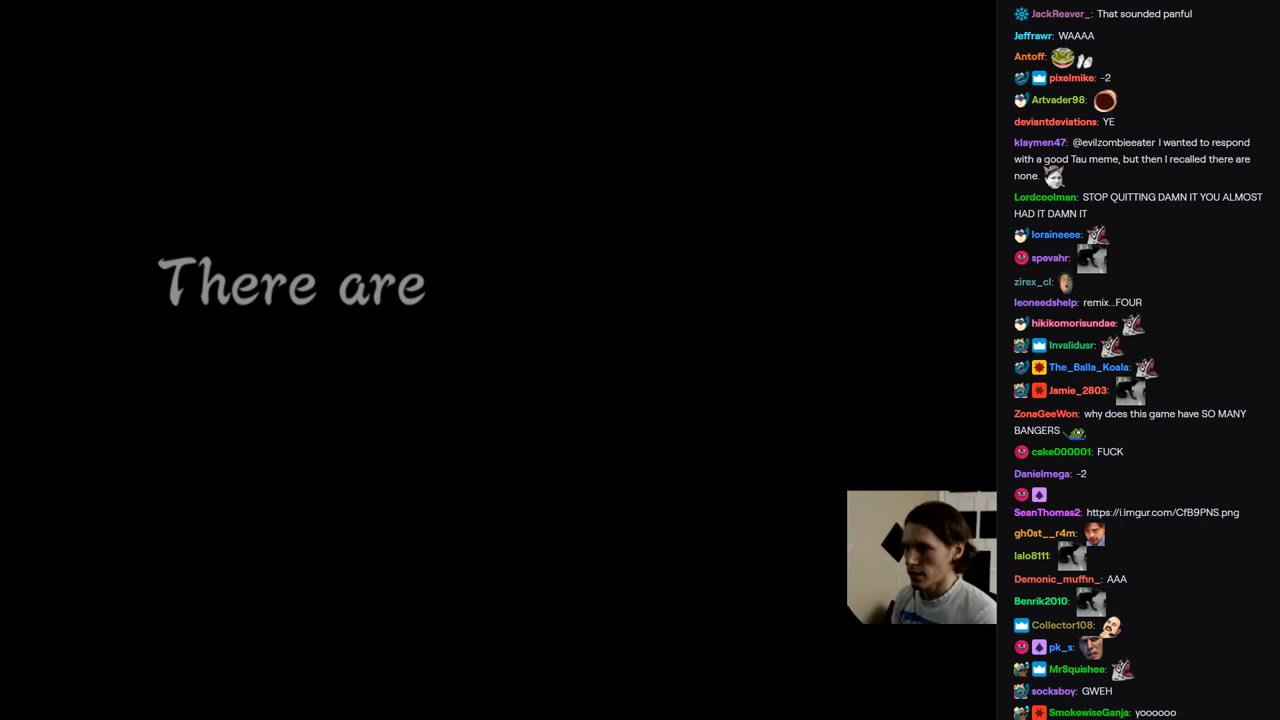 There are
JackReaver_: That sounded panful
Jeffrawr: WAAAA
Antoff:
pixelmike: -2
Artvader98:
deviantdeviations: YE
klaymen47: @evilzombieeater I wanted to respond
with a good Tau meme, but then I recalled there are
none.
Lordcoolman: STOP QUITTING DAMN IT YOU ALMOST
HAD IT DAMN IT
loraineeee:
spevahr:
zirex_cl:
leoneedshelp: remix...FOUR
hikikomorisundae:
Invalidusr:
The_Balla_Koala:
Jamie_2803:
ZonaGeeWon: why does this game have SO MANY
BANGERS
cake000001: FUCK
Danielmega: -2
SeanThomas2: https://i.imgur.com/CfB9PNS.png
gh0st__r4m:
lalo8111:
Demonic_muffin_: AAA
Benrik2010:
Collector108:
pk_s:
MrSquishee:
socksboy: GWEH
SmokewiseGanja: yoooooo